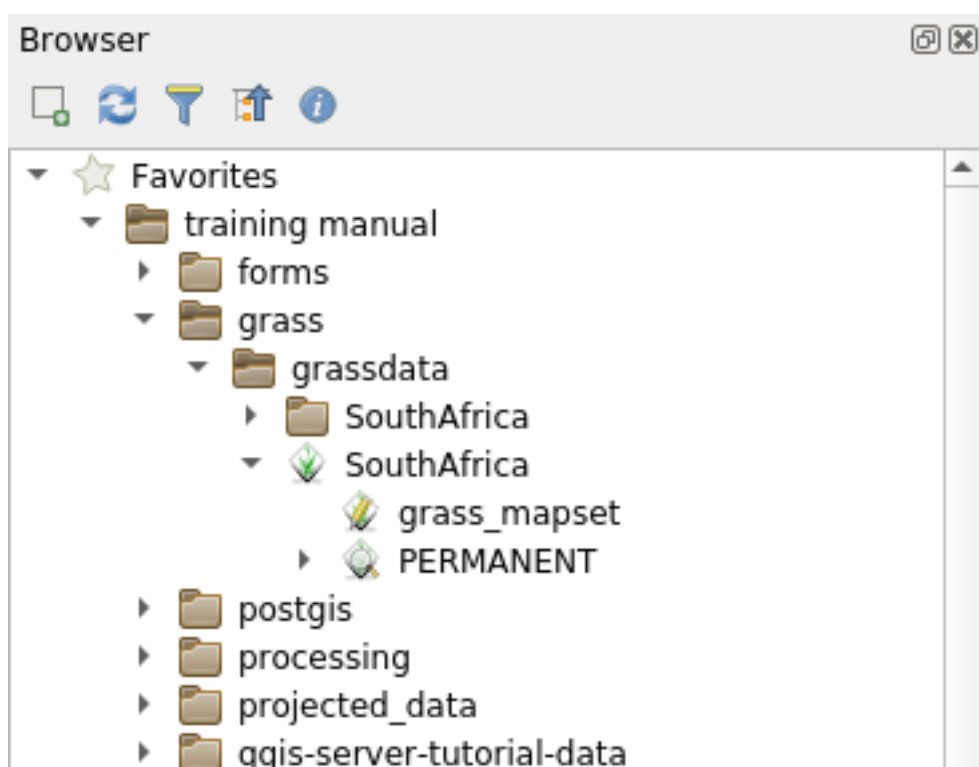 Browser
Favorites
training manual
forms
grass
grassdata
SouthAfrica
SouthAfrica
grass_mapset
PERMANENT
postgis
processing
projected_data
qgis-server-tutorial-data